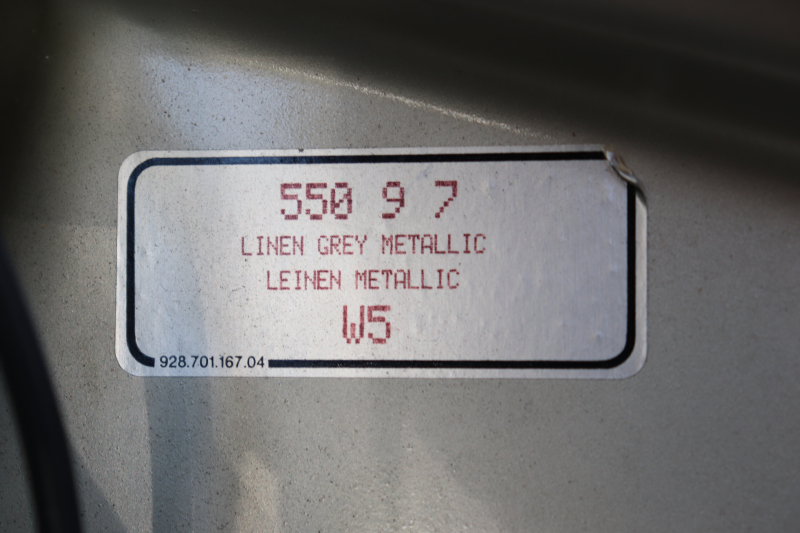 550 9 7
LINEN GREY METALLIC
LEINEN METALLIC
W5
928.701.167.04